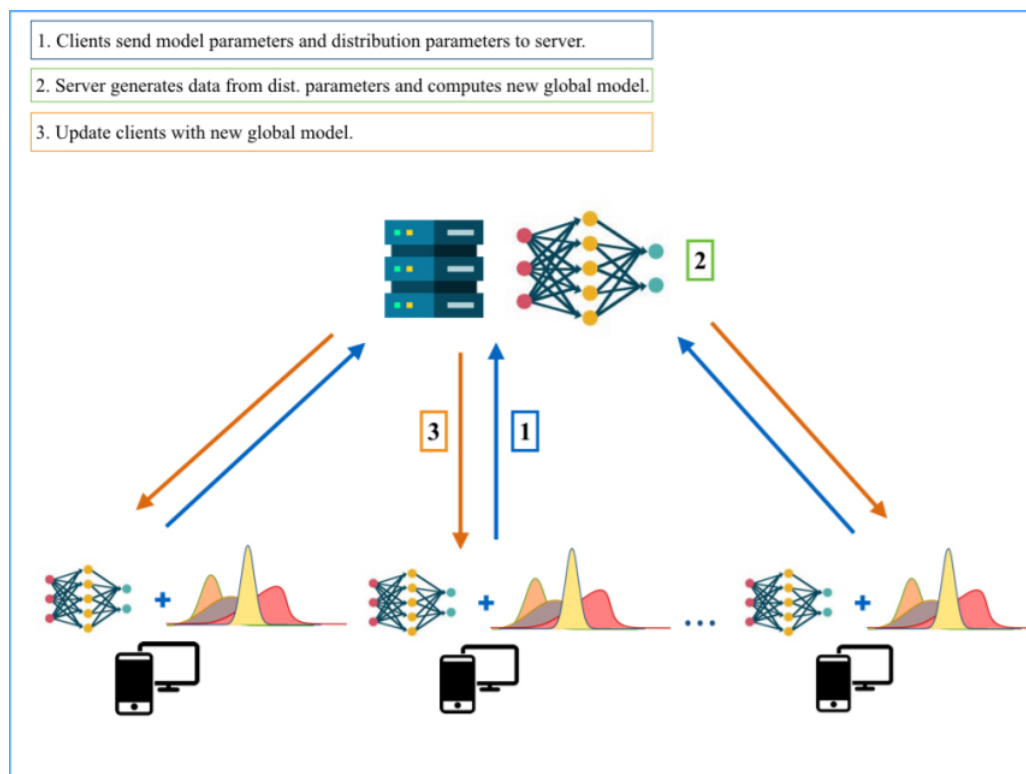 1. Clients send model parameters and distribution parameters to server.
2. Server generates data from dist. parameters and computes new global model.
3. Update clients with new global model.
2
3
1
...